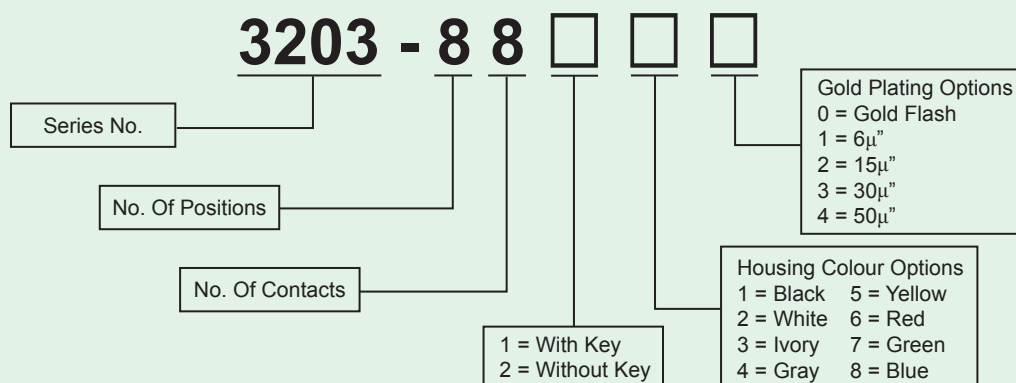 3203 - 8 8 □ □ □
Series No.
No. Of Positions
No. Of Contacts
1 = With Key
2 = Without Key
Housing Colour Options
1 = Black 5 = Yellow
2 = White 6 = Red
3 = Ivory 7 = Green
4 = Gray 8 = Blue
Gold Plating Options
0 = Gold Flash
1 = 6µ”
2 = 15µ”
3 = 30µ”
4 = 50µ”